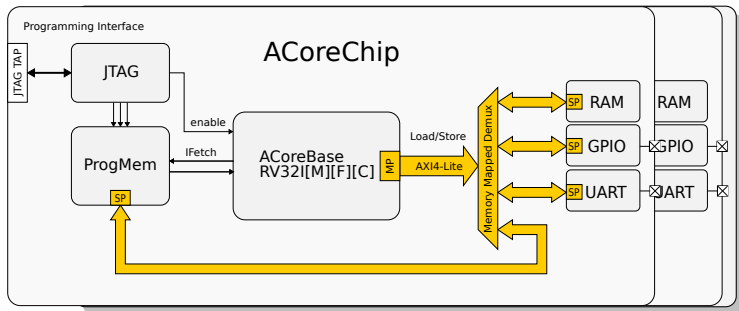 Programming Interface
ACoreChip
JTAG TAP
JTAG
enable
ProgMem
SP
IFetch
ACoreBase
RV32I[M][F][C]
MP
Load/Store
AXI4-Lite
Memory Mapped Demux
SP RAM
SP GPIO
SP UART
RAM
GPIO
UART